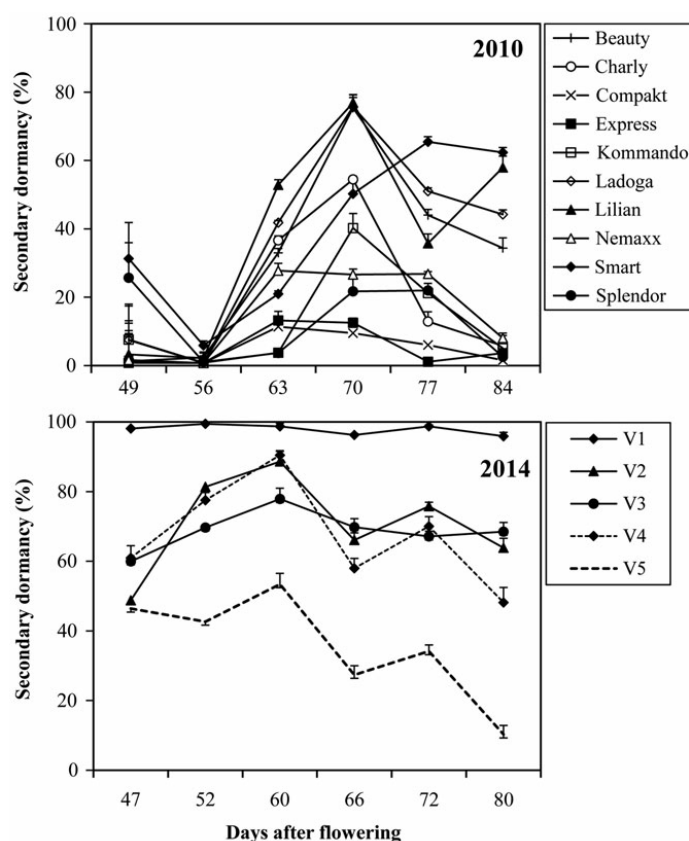 100
80
60
40
20
0
Secondary dormancy (%)
2010
49 56 63 70 77 84
Beauty
Charly
Compakt
Express
Kommando
Ladoga
Lilian
Nemaxx
Smart
Splendor
100
80
60
40
20
0
Secondary dormancy (%)
2014
47 52 60 66 72 80
Days after flowering
V1
V2
V3
V4
V5